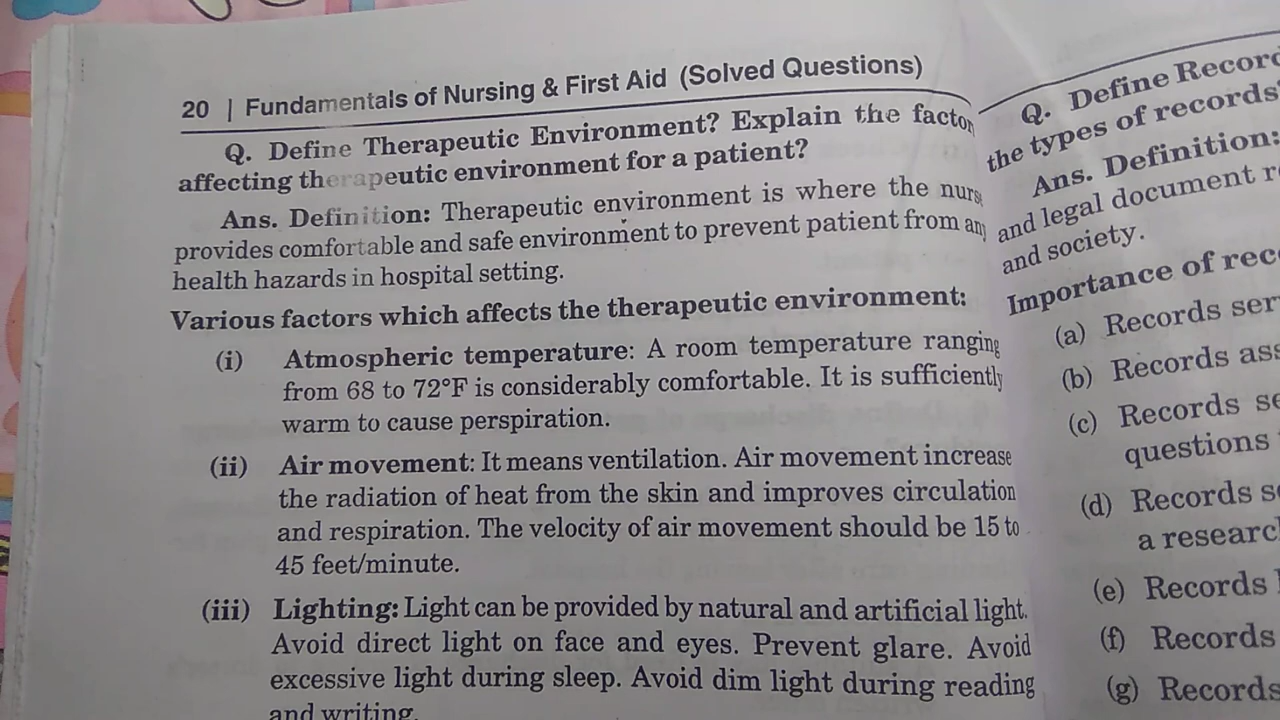 20 | Fundamentals of Nursing & First Aid (Solved Questions)
Q. Define Therapeutic Environment? Explain the factor
affecting therapeutic environment for a patient?
Ans. Definition: Therapeutic environment is where the nurs
provides comfortable and safe environment to prevent patient from any
health hazards in hospital setting.
Various factors which affects the therapeutic environment:
(i) Atmospheric temperature: A room temperature ranging
from 68 to 72°F is considerably comfortable. It is sufficiently
warm to cause perspiration.
(ii) Air movement: It means ventilation. Air movement increase
the radiation of heat from the skin and improves circulation
and respiration. The velocity of air movement should be 15 to
45 feet/minute.
(iii) Lighting: Light can be provided by natural and artificial light.
Avoid direct light on face and eyes. Prevent glare. Avoid
excessive light during sleep. Avoid dim light during reading
and writing.
Q. Define Recor
the types of records
Ans. Definition:
and legal document r
and society.
Importance of rec
(a) Records ser
(b) Records ass
(c) Records se
questions
(d) Records se
a researc
(e) Records
(f) Records
(g) Records